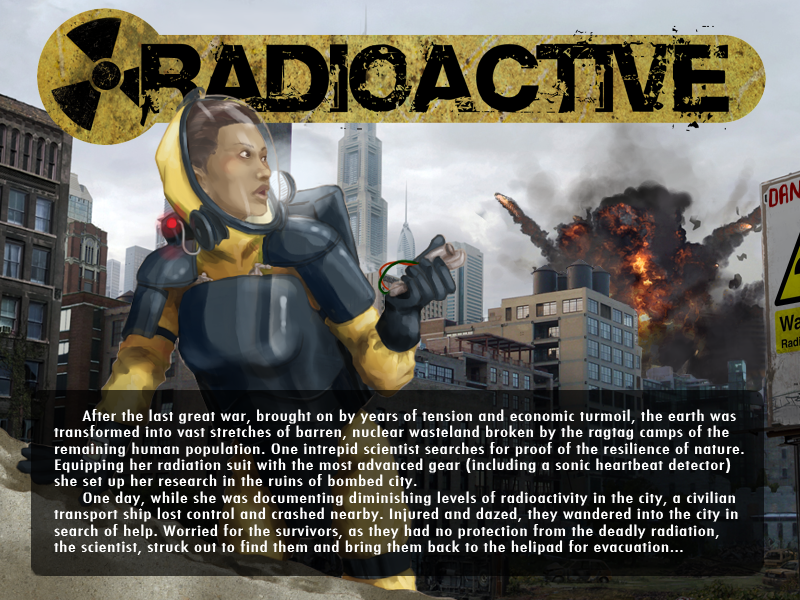 RADIOACTIVE
DAN
Wa
Radi
After the last great war, brought on by years of tension and economic turmoil, the earth was
transformed into vast stretches of barren, nuclear wasteland broken by the ragtag camps of the
remaining human population. One intrepid scientist searches for proof of the resilience of nature.
Equipping her radiation suit with the most advanced gear (including a sonic heartbeat detector)
she set up her research in the ruins of bombed city.
One day, while she was documenting diminishing levels of radioactivity in the city, a civilian
transport ship lost control and crashed nearby. Injured and dazed, they wandered into the city in
search of help. Worried for the survivors, as they had no protection from the deadly radiation,
the scientist, struck out to find them and bring them back to the helipad for evacuation...